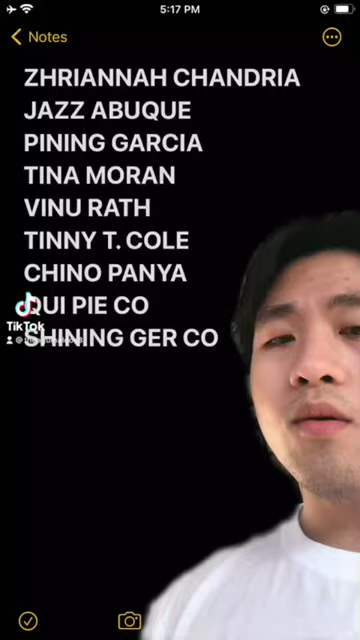 5:17 PM
Notes
ZHRIANNAH CHANDRIA
JAZZ ABUQUE
PINING GARCIA
TINA MORAN
VINU RATH
TINNY T. COLE
CHINO PANYA
QUI PIE CO
TikTok
SHINING GER CO